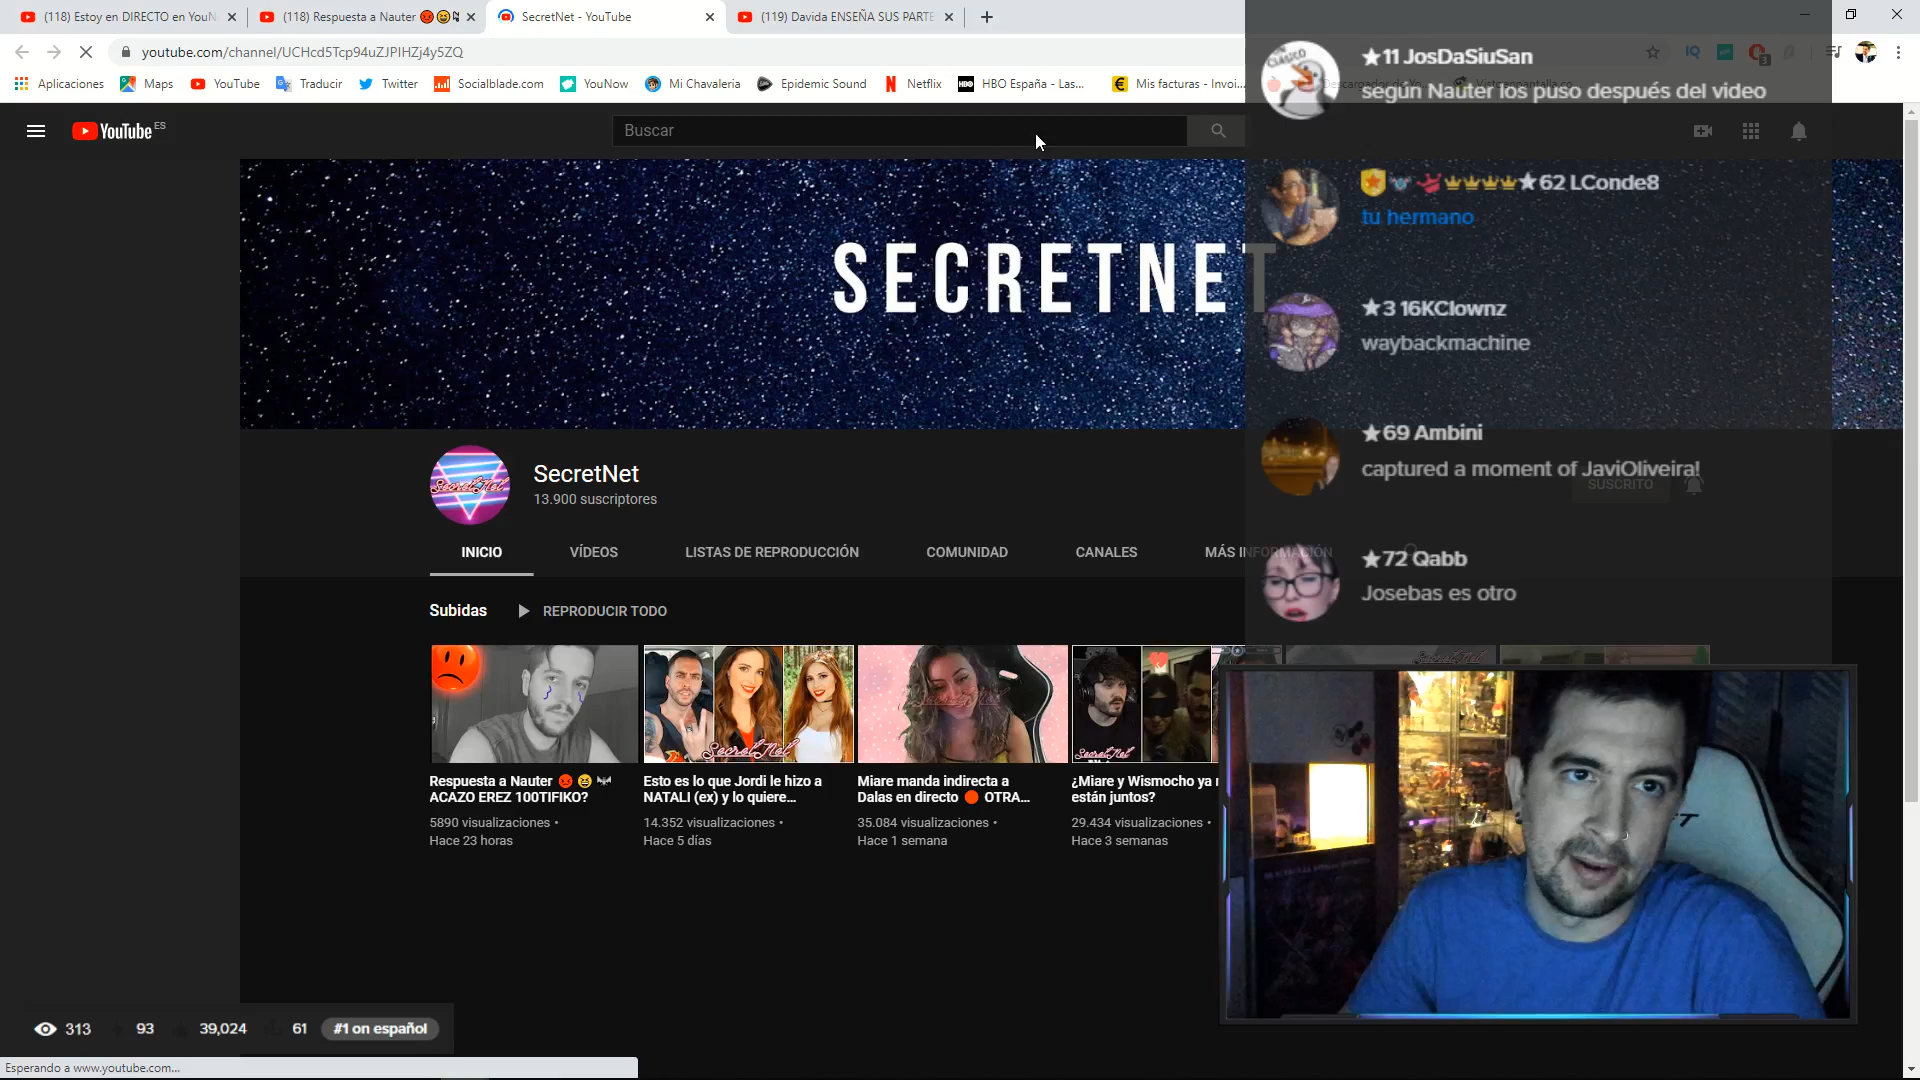 (118) Estoy en DIRECTO en YouN
(118) Respuesta a Nauter
SecretNet - YouTube
(119) Davida ENSEÑA SUS PARTE
youtube.com/channel/UCHcd5Tcp94uZJPIHZj4y5ZQ
Aplicaciones
Maps
YouTube
Traducir
Twitter
Socialblade.com
YouNow
Mi Chavaleria
Epidemic Sound
Netflix
HBO España - Las...
Mis facturas - Invoi...
YouTube ES
Buscar
★11 JosDaSiuSan
según Nauter los puso después del video
★62 LConde8
tu hermano
★3 16KClownz
waybackmachine
★69 Ambini
captured a moment of JaviOliveira!
★72 Qabb
Josebas es otro
SECRETNET
SecretNet
13.900 suscriptores
SUSCRITO
INICIO
VÍDEOS
LISTAS DE REPRODUCCIÓN
COMUNIDAD
CANALES
MÁS INFORMACIÓN
Subidas
REPRODUCIR TODO
Respuesta a Nauter 😡 😆 🦇
ACAZO EREZ 100TIFIKO?
5890 visualizaciones •
Hace 23 horas
Esto es lo que Jordi le hizo a
NATALI (ex) y lo quiere...
14.352 visualizaciones •
Hace 5 días
Miare manda indirecta a
Dalas en directo 🔴 OTRA...
35.084 visualizaciones •
Hace 1 semana
¿Miare y Wismocho ya
están juntos?
29.434 visualizaciones •
Hace 3 semanas
313
93
39,024
61
#1 on español
Esperando a www.youtube.com...